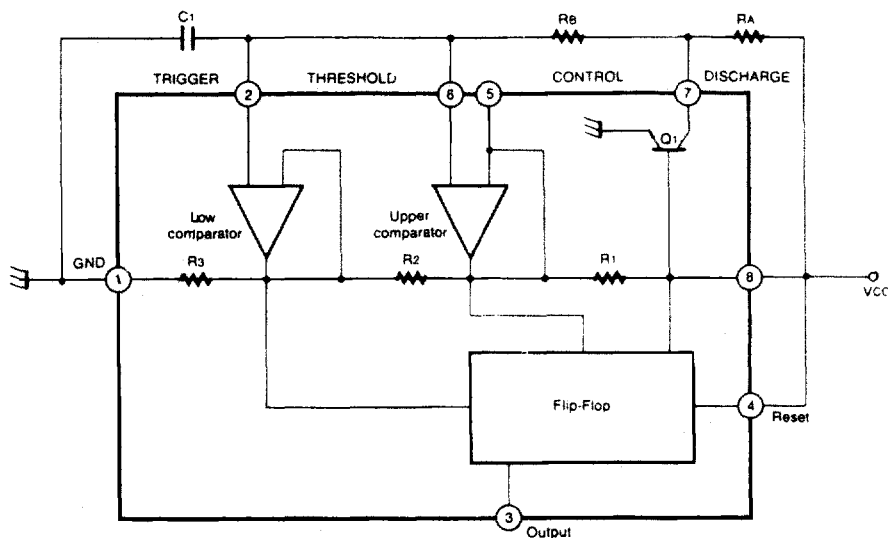 C1
RB
RA
TRIGGER
THRESHOLD
CONTROL
DISCHARGE
2
6
5
7
Q1
Low
comparator
Upper
comparator
GND
R3
R2
R1
1
8
VCC
Flip-Flop
4
Reset
3
Output